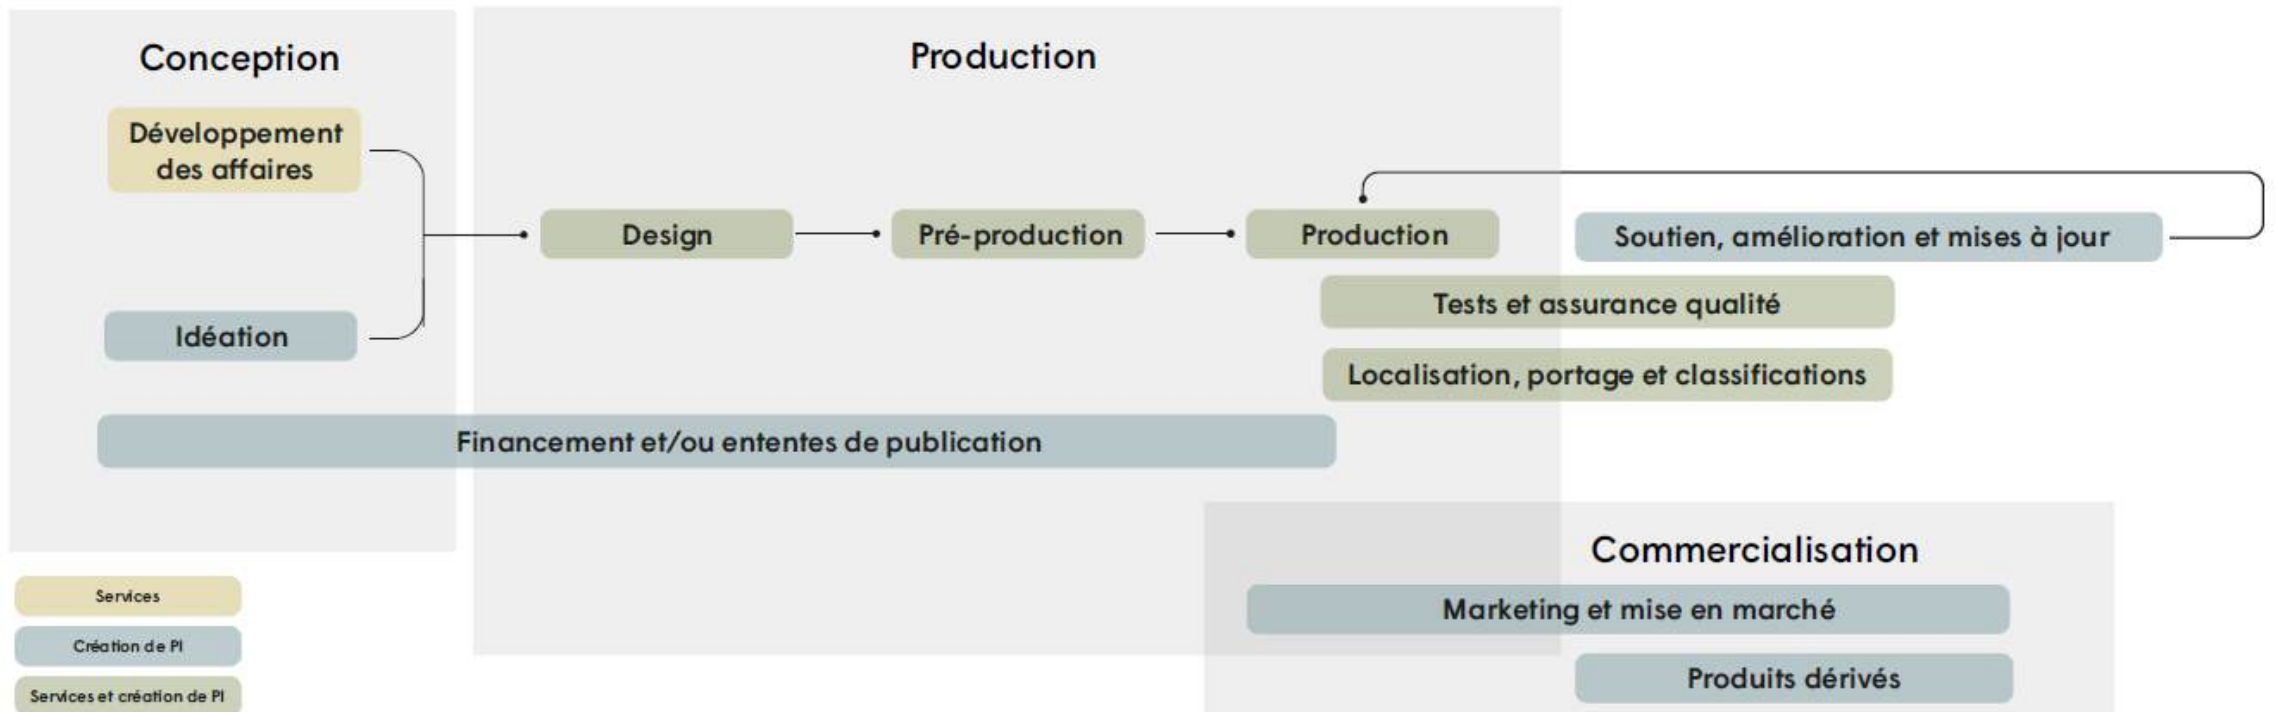 Conception
Production
Développement
des affaires
Design
Pré-production
Production
Soutien, amélioration et mises à jour
Tests et assurance qualité
Idéation
Localisation, portage et classifications
Financement et/ou ententes de publication
Commercialisation
Marketing et mise en marché
Produits dérivés
Services
Création de PI
Services et création de PI